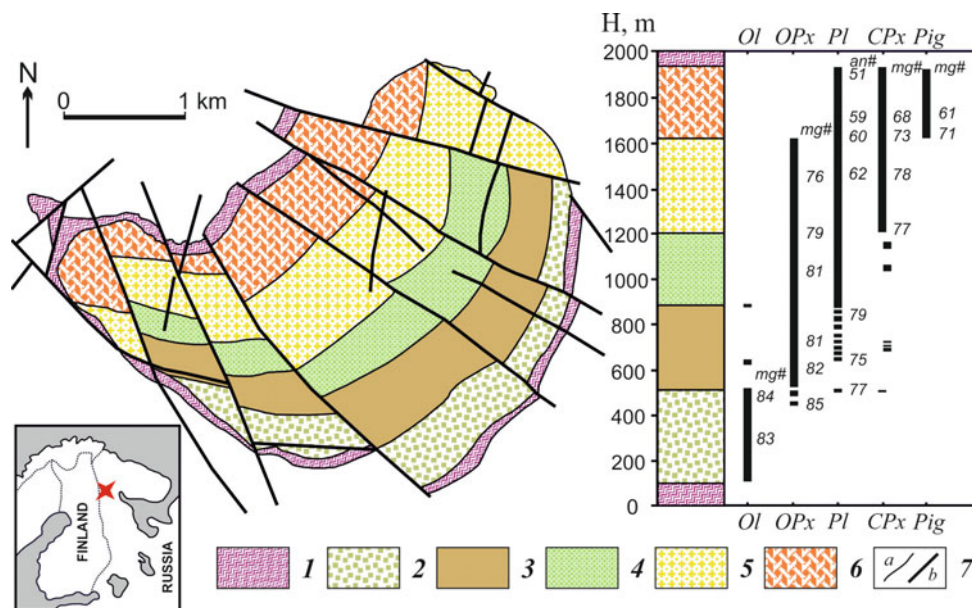 N
0 1 km
FINLAND
RUSSIA
H, m
Ol OPx Pl CPx Pig
2000
1800
1600
1400
1200
1000
800
600
400
200
0
mg#
84
83
mg#
76
79
81
81
82
85
an#
51
59
60
62
79
75
77
mg#
68
73
78
77
mg#
61
71
Ol OPx Pl CPx Pig
1 2 3 4 5 6 a b 7